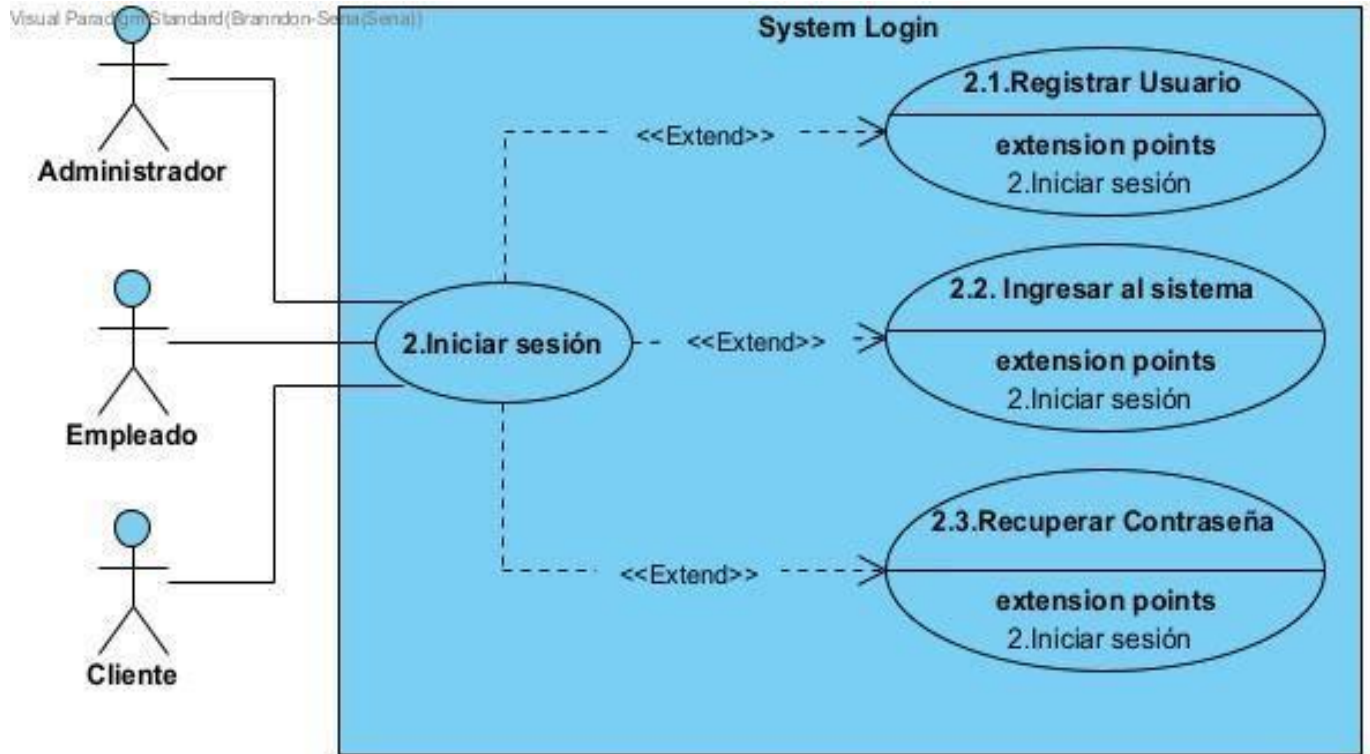 Visual Paradigm Standard(Branndon-Sena(Sena))
System Login
Administrador
Empleado
Cliente
2.Iniciar sesión
<<Extend>>
2.1.Registrar Usuario
extension points
2.Iniciar sesión
<<Extend>>
2.2. Ingresar al sistema
extension points
2.Iniciar sesión
<<Extend>>
2.3.Recuperar Contraseña
extension points
2.Iniciar sesión